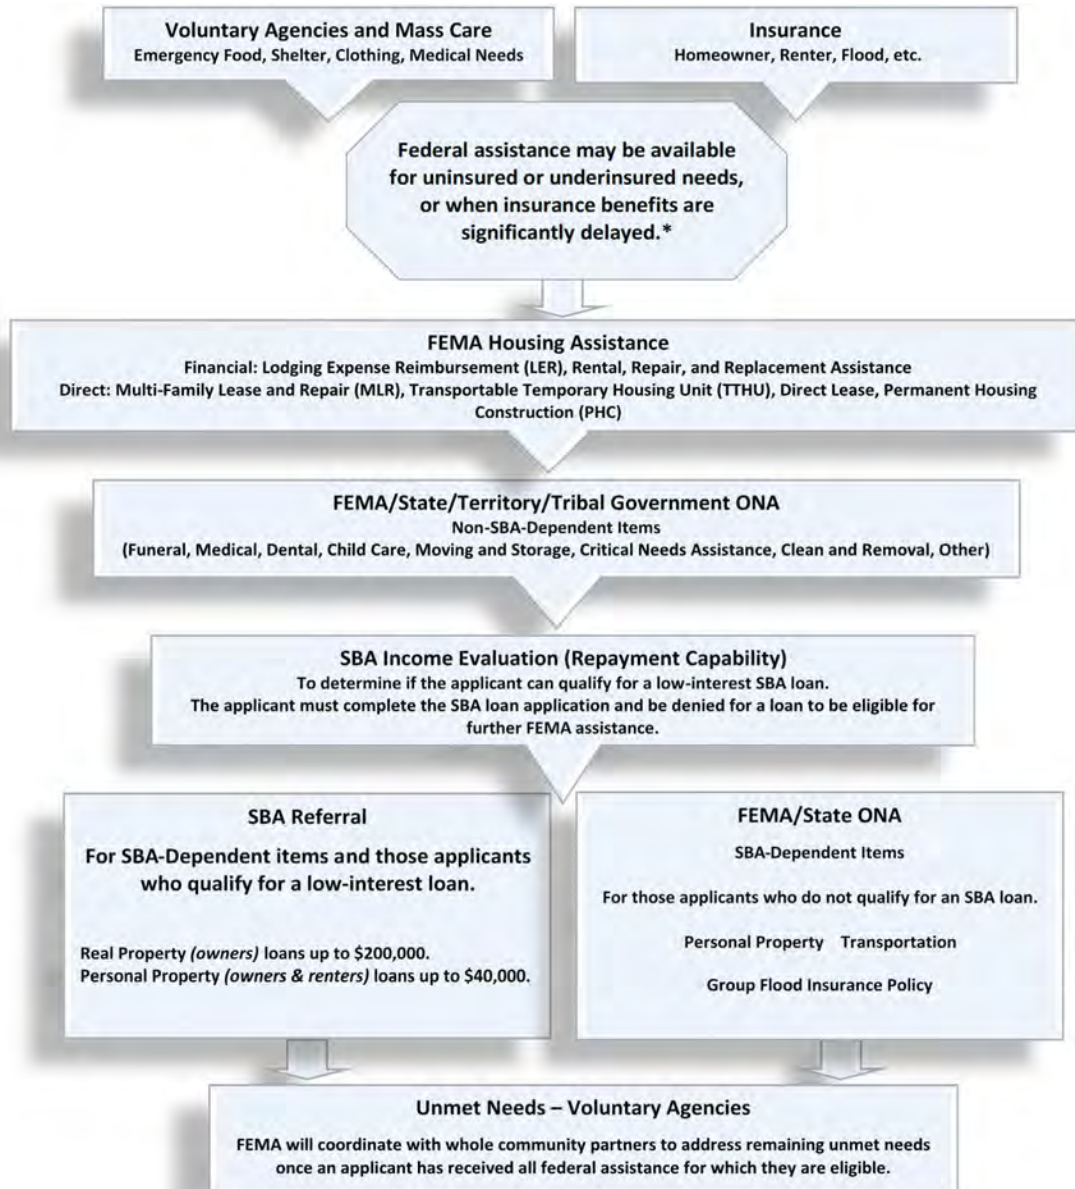 Voluntary Agencies and Mass Care
Emergency Food, Shelter, Clothing, Medical Needs
Insurance
Homeowner, Renter, Flood, etc.
Federal assistance may be available
for uninsured or underinsured needs,
or when insurance benefits are
significantly delayed.*
FEMA Housing Assistance
Financial: Lodging Expense Reimbursement (LER), Rental, Repair, and Replacement Assistance
Direct: Multi-Family Lease and Repair (MLR), Transportable Temporary Housing Unit (TTHU), Direct Lease, Permanent Housing
Construction (PHC)
FEMA/State/Territory/Tribal Government ONA
Non-SBA-Dependent Items
(Funeral, Medical, Dental, Child Care, Moving and Storage, Critical Needs Assistance, Clean and Removal, Other)
SBA Income Evaluation (Repayment Capability)
To determine if the applicant can qualify for a low-interest SBA loan.
The applicant must complete the SBA loan application and be denied for a loan to be eligible for
further FEMA assistance.
SBA Referral
For SBA-Dependent items and those applicants
who qualify for a low-interest loan.
Real Property (owners) loans up to $200,000.
Personal Property (owners & renters) loans up to $40,000.
FEMA/State ONA
SBA-Dependent Items
For those applicants who do not qualify for an SBA loan.
Personal Property Transportation
Group Flood Insurance Policy
Unmet Needs – Voluntary Agencies
FEMA will coordinate with whole community partners to address remaining unmet needs
once an applicant has received all federal assistance for which they are eligible.